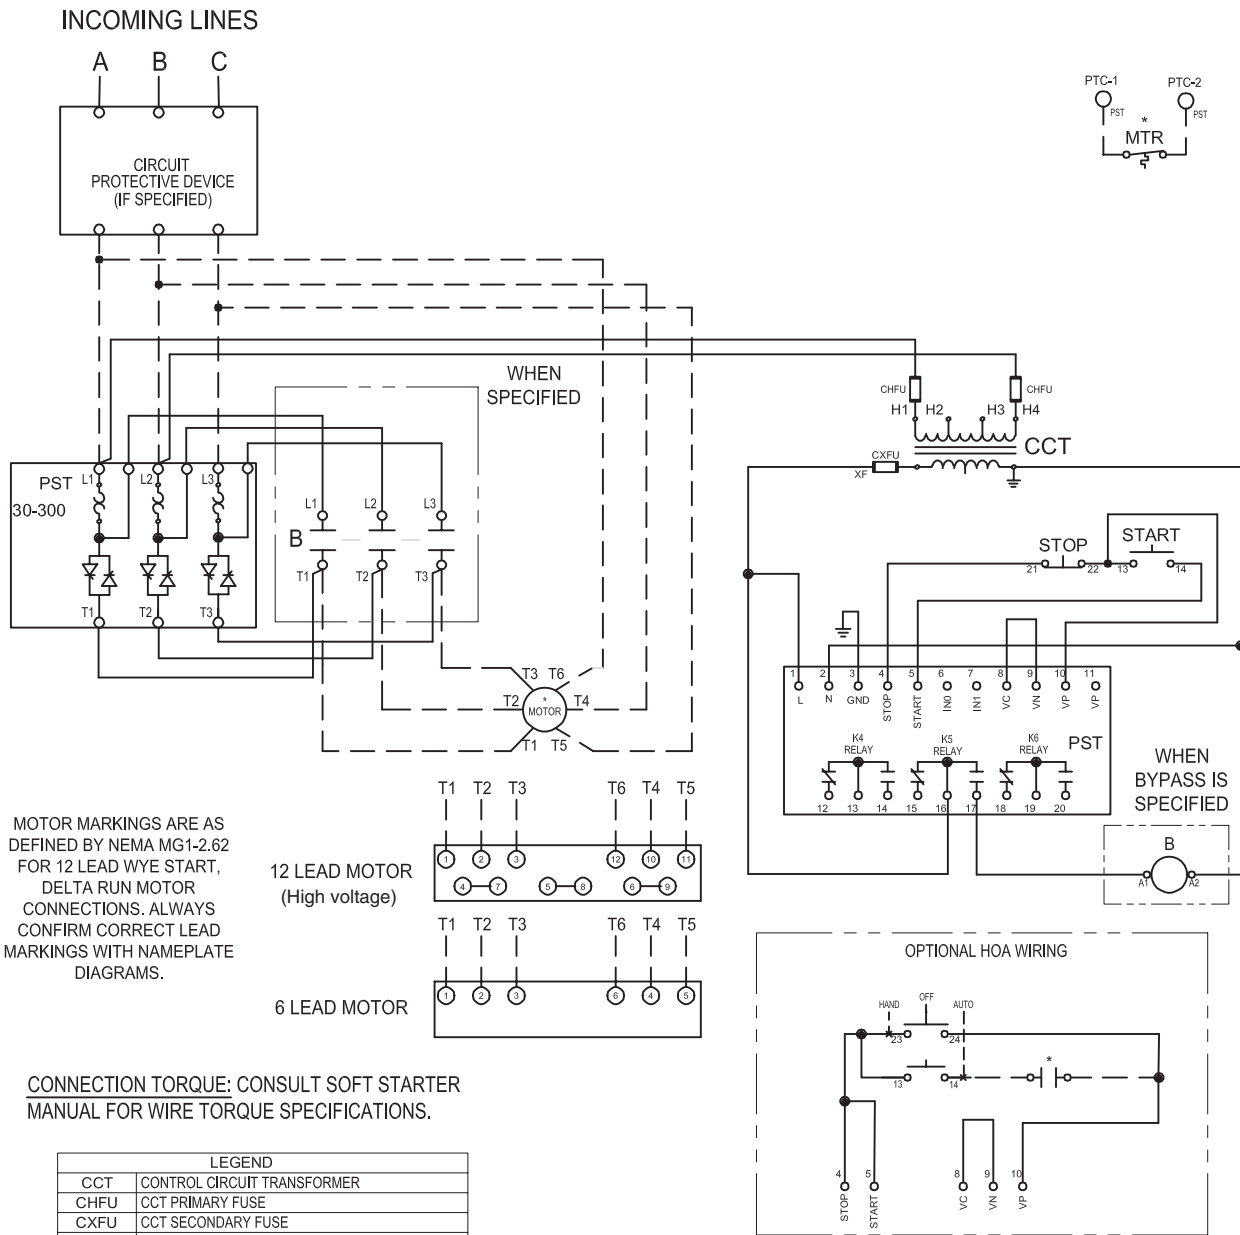 INCOMING LINES
A B C
CIRCUIT
PROTECTIVE DEVICE
(IF SPECIFIED)
PTC-1 PTC-2
PST PST
*
MTR
WHEN
SPECIFIED
CHFU CHFU
H1 H2 H3 H4
CCT
CXFU
XF
PST
30-300
L1 L2 L3
T1 T2 T3
L1 L2 L3
B
T1 T2 T3
STOP START
21 22 13 14
T3 T6
T2 * T4
MOTOR
T1 T5
1 2 3 4 5 6 7 8 9 10 11
L N GND STOP START IN0 IN1 VC VN VP VP
K4 K5 K6
RELAY RELAY RELAY
PST
12 13 14 15 16 17 18 19 20
WHEN
BYPASS IS
SPECIFIED
B
A1 A2
MOTOR MARKINGS ARE AS
DEFINED BY NEMA MG1-2.62
FOR 12 LEAD WYE START,
DELTA RUN MOTOR
CONNECTIONS. ALWAYS
CONFIRM CORRECT LEAD
MARKINGS WITH NAMEPLATE
DIAGRAMS.
T1 T2 T3 T6 T4 T5
12 LEAD MOTOR
(High voltage)
1 2 3 12 10 11
4 7 5 8 6 9
T1 T2 T3 T6 T4 T5
6 LEAD MOTOR
1 2 3 6 4 5
OPTIONAL HOA WIRING
HAND OFF AUTO
23 24
13 14 *
4 5 8 9 10
STOP START VC VN VP
CONNECTION TORQUE: CONSULT SOFT STARTER
MANUAL FOR WIRE TORQUE SPECIFICATIONS.
LEGEND
CCT CONTROL CIRCUIT TRANSFORMER
CHFU CCT PRIMARY FUSE
CXFU CCT SECONDARY FUSE